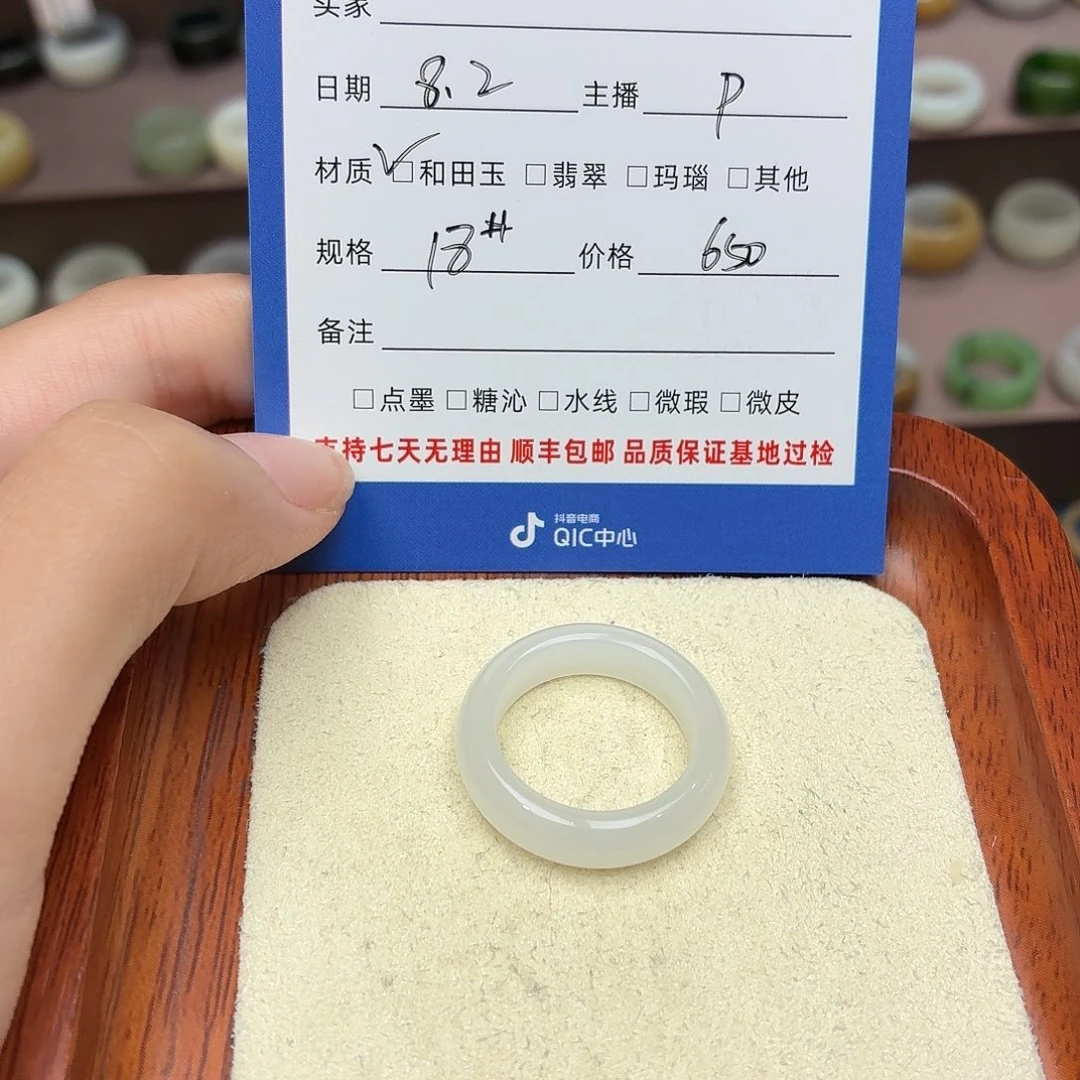 买家
日期 8.2 主播 P
材质 ☑和田玉 □翡翠 □玛瑙 □其他
规格 18# 价格 650
备注
□点墨 □糖沁 □水线 □微瑕 □微皮
支持七天无理由 顺丰包邮 品质保证基地过检
抖音电商
QIC中心